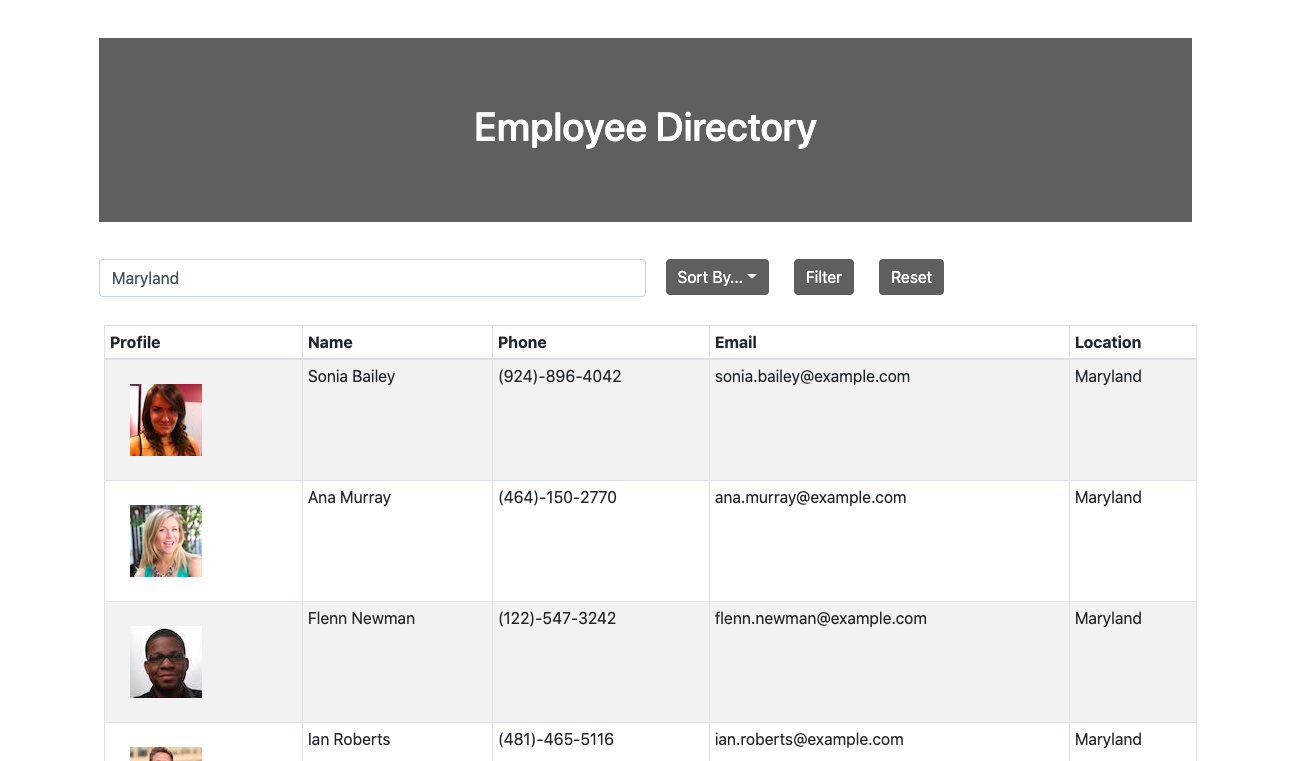 Employee Directory
Maryland
Sort By...
Filter
Reset
Profile Name Phone Email Location
Sonia Bailey (924)-896-4042 sonia.bailey@example.com Maryland
Ana Murray (464)-150-2770 ana.murray@example.com Maryland
Flenn Newman (122)-547-3242 flenn.newman@example.com Maryland
Ian Roberts (481)-465-5116 ian.roberts@example.com Maryland